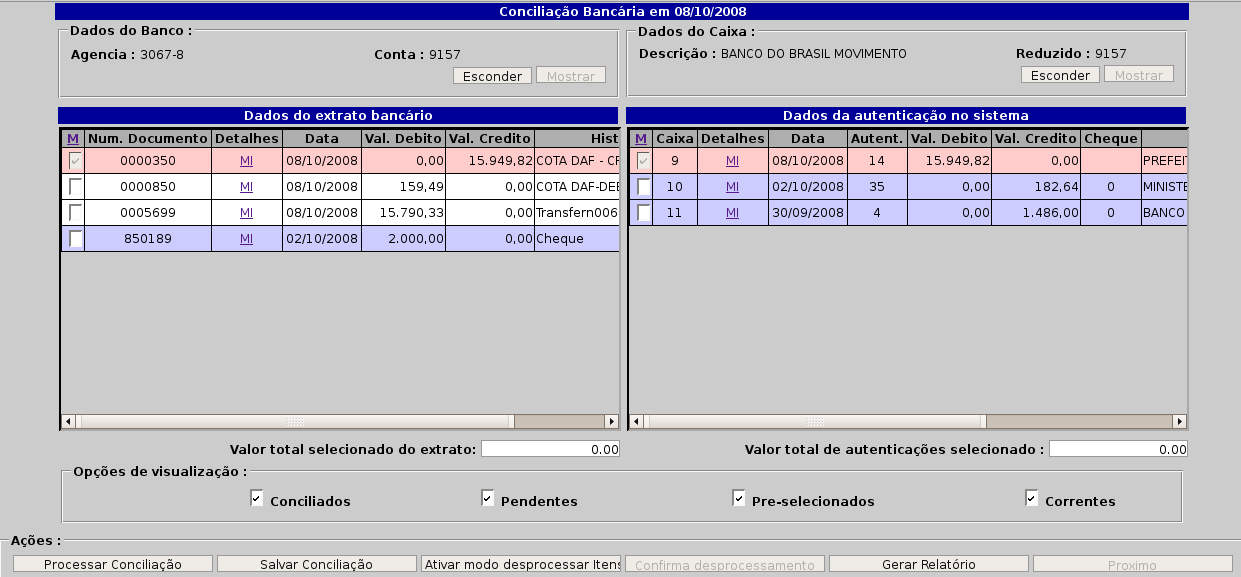 Conciliação Bancária em 08/10/2008
Dados do Banco :
Agencia : 3067-8 Conta : 9157
Esconder Mostrar
Dados do Caixa :
Descrição : BANCO DO BRASIL MOVIMENTO Reduzido : 9157
Esconder Mostrar
Dados do extrato bancário
M Num. Documento Detalhes Data Val. Debito Val. Credito Hist
0000350 MI 08/10/2008 0,00 15.949,82 COTA DAF - CR
0000850 MI 08/10/2008 159,49 0,00 COTA DAF-DEB
0005699 MI 08/10/2008 15.790,33 0,00 Transfern006
850189 MI 02/10/2008 2.000,00 0,00 Cheque
Dados da autenticação no sistema
M Caixa Detalhes Data Autent. Val. Debito Val. Credito Cheque
9 MI 08/10/2008 14 15.949,82 0,00 PREFEI
10 MI 02/10/2008 35 0,00 182,64 0 MINISTE
11 MI 30/09/2008 4 0,00 1.486,00 0 BANCO
Valor total selecionado do extrato: 0.00
Valor total de autenticações selecionado : 0.00
Opções de visualização :
Conciliados Pendentes Pre-selecionados Correntes
Ações :
Processar Conciliação Salvar Conciliação Ativar modo desprocessar Itens Confirma desprocessamento Gerar Relatório Proximo